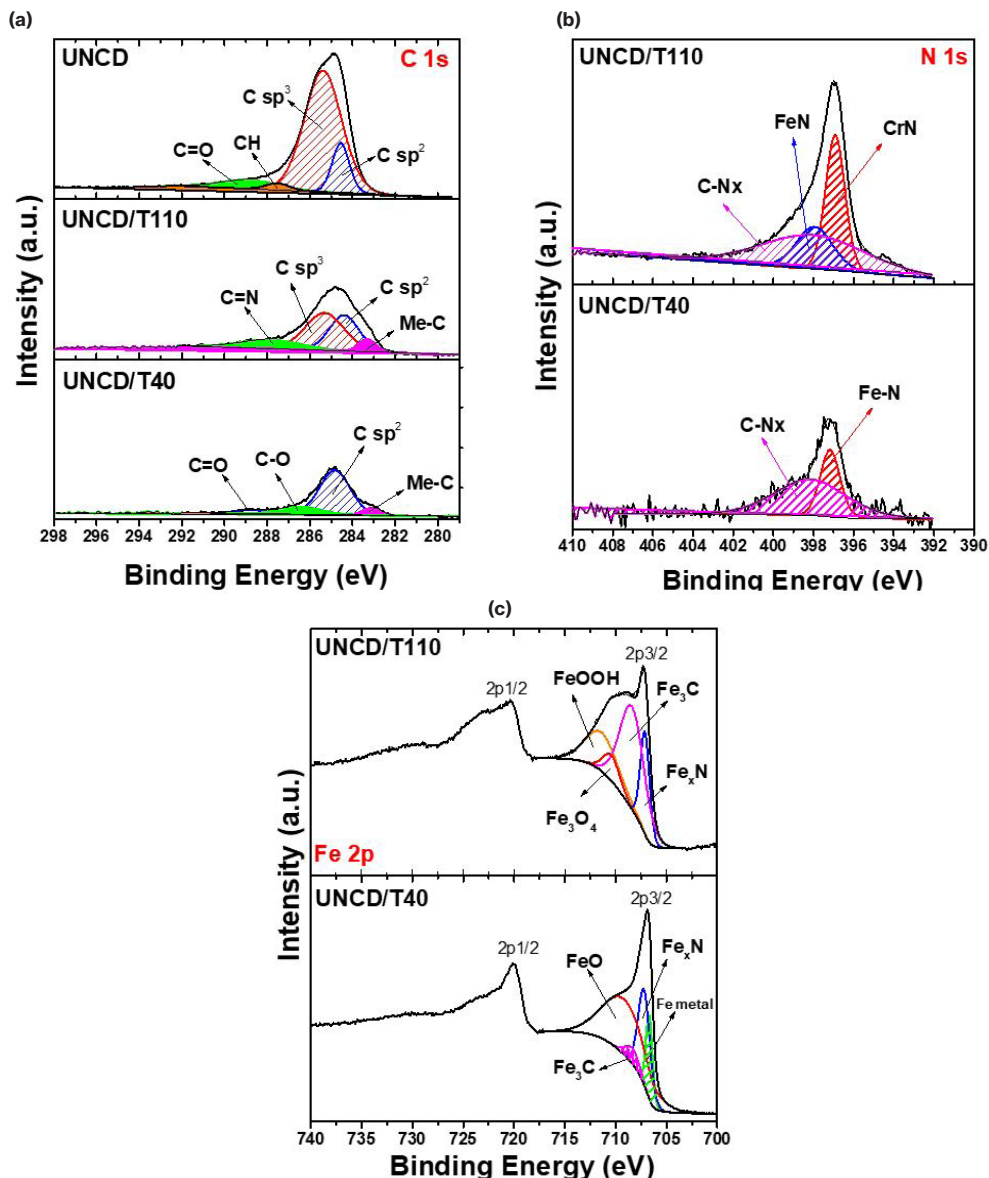 (a)
UNCD
C 1s
C sp³
CH
C=O
C sp²
UNCD/T110
C sp³
C sp²
C=N
Me-C
UNCD/T40
C sp²
C=O
C-O
Me-C
298 296 294 292 290 288 286 284 282 280
Binding Energy (eV)
Intensity (a.u.)
(b)
UNCD/T110
N 1s
FeN
CrN
C-Nx
UNCD/T40
Fe-N
C-Nx
410 408 406 404 402 400 398 396 394 392 390
Binding Energy (eV)
Intensity (a.u.)
(c)
UNCD/T110
2p3/2
FeOOH
Fe₃C
2p1/2
FeₓN
Fe₃O₄
Fe 2p
UNCD/T40
2p3/2
2p1/2
FeO
FeₓN
Fe metal
Fe₃C
740 735 730 725 720 715 710 705 700
Binding Energy (eV)
Intensity (a.u.)